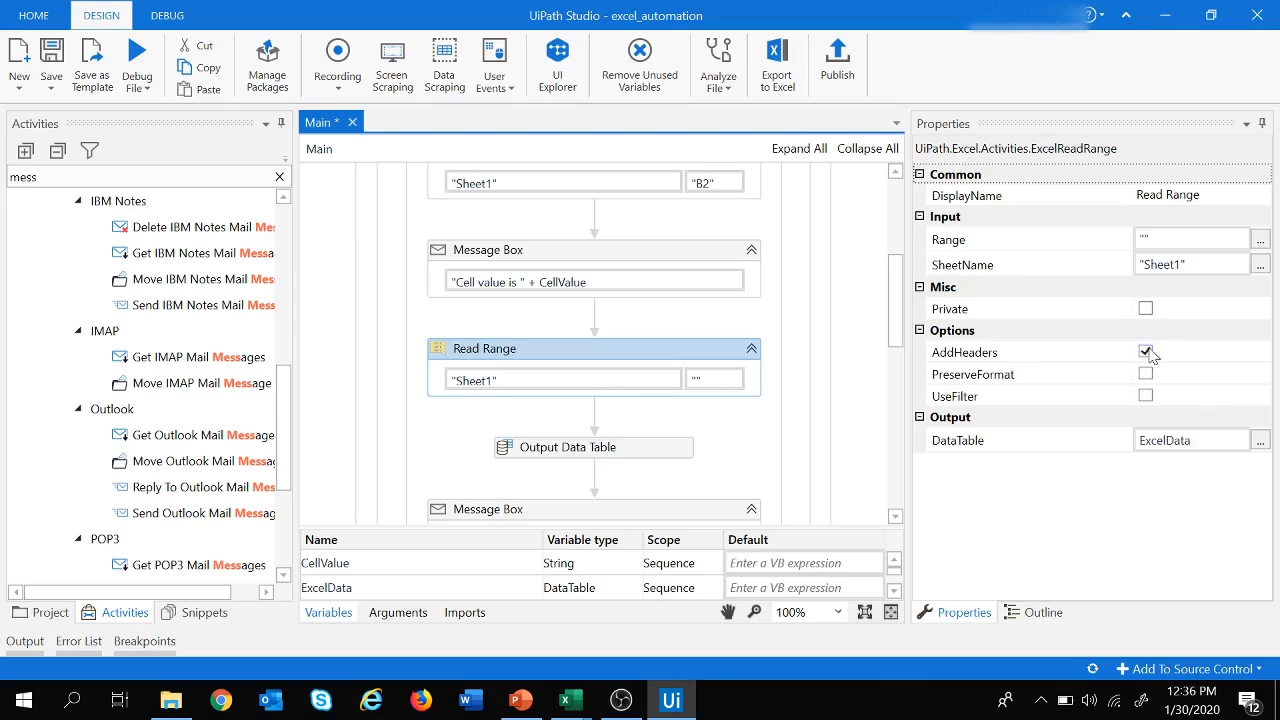 HOME DESIGN DEBUG UiPath Studio - excel_automation ?
New Save Save as Template Debug File Cut Copy Paste Manage Packages Recording Screen Scraping Data Scraping User Events UI Explorer Remove Unused Variables Analyze File Export to Excel Publish
Activities
mess
IBM Notes
Delete IBM Notes Mail Mes
Get IBM Notes Mail Mess
Move IBM Notes Mail Mes
Send IBM Notes Mail Mess
IMAP
Get IMAP Mail Messages
Move IMAP Mail Message
Outlook
Get Outlook Mail Messages
Move Outlook Mail Messag
Reply To Outlook Mail Mes
Send Outlook Mail Messag
POP3
Get POP3 Mail Messages
Project Activities Snippets
Main *
Main Expand All Collapse All
"Sheet1" "B2"
Message Box
"Cell value is " + CellValue
Read Range
"Sheet1" ""
Output Data Table
Message Box
Name Variable type Scope Default
CellValue String Sequence Enter a VB expression
ExcelData DataTable Sequence Enter a VB expression
Variables Arguments Imports 100%
Properties
UiPath.Excel.Activities.ExcelReadRange
Common
DisplayName Read Range
Input
Range "" ...
SheetName "Sheet1" ...
Misc
Private
Options
AddHeaders
PreserveFormat
UseFilter
Output
DataTable ExcelData ...
Properties Outline
Output Error List Breakpoints
Add To Source Control
Ui 12:36 PM
1/30/2020 12